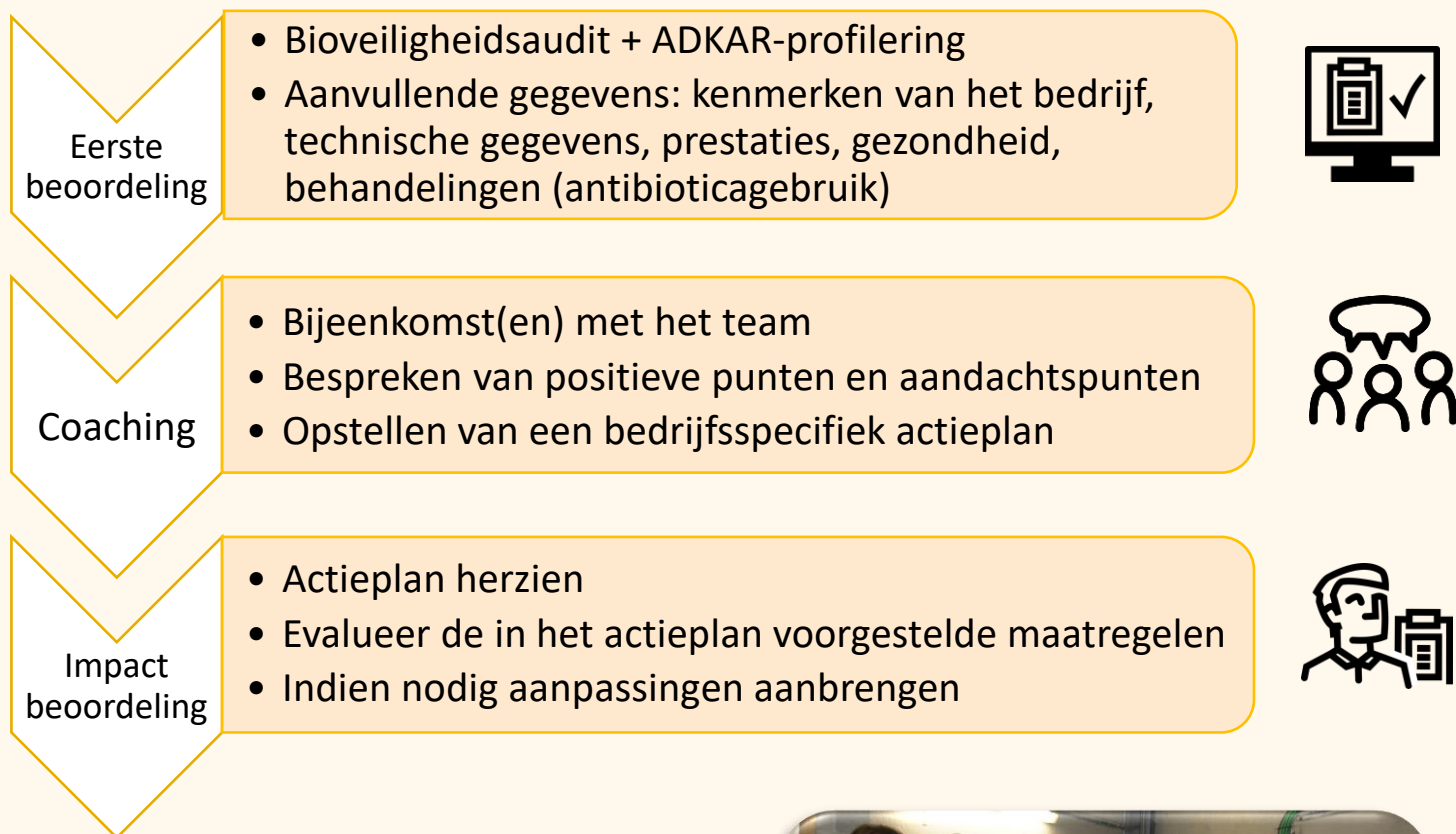 Eerste
beoordeling
• Bioveiligheidsaudit + ADKAR-profilering
• Aanvullende gegevens: kenmerken van het bedrijf,
technische gegevens, prestaties, gezondheid,
behandelingen (antibioticagebruik)
Coaching
• Bijeenkomst(en) met het team
• Bespreken van positieve punten en aandachtspunten
• Opstellen van een bedrijfsspecifiek actieplan
Impact
beoordeling
• Actieplan herzien
• Evalueer de in het actieplan voorgestelde maatregelen
• Indien nodig aanpassingen aanbrengen